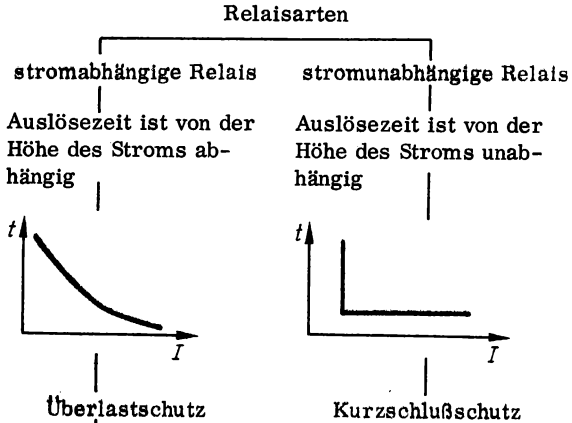 Relaisarten
stromabhängige Relais
stromunabhängige Relais
Auslösezeit ist von der
Höhe des Stroms ab-
hängig
Auslösezeit ist von der
Höhe des Stroms unab-
hängig
t
I
t
I
Überlastschutz
Kurzschlußschutz